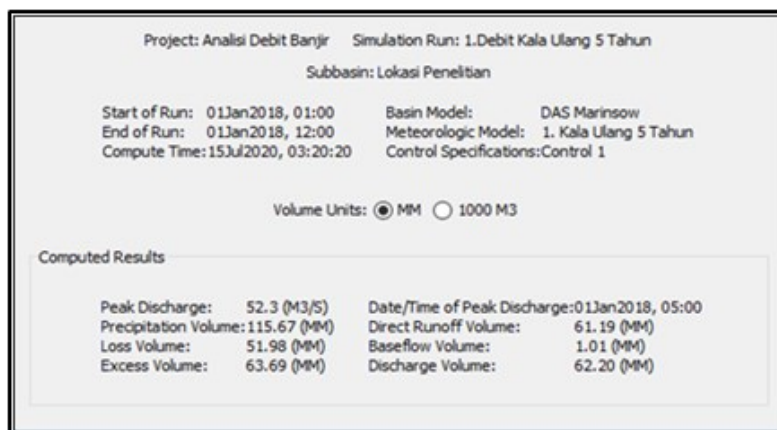 Project: Analisi Debit Banjir Simulation Run: 1.Debit Kala Ulang 5 Tahun
Subbasin: Lokasi Penelitian
Start of Run: 01Jan2018, 01:00 Basin Model: DAS Marinsow
End of Run: 01Jan2018, 12:00 Meteorologic Model: 1. Kala Ulang 5 Tahun
Compute Time:15Jul2020, 03:20:20 Control Specifications:Control 1
Volume Units: MM 1000 M3
Computed Results
Peak Discharge: 52.3 (M3/S) Date/Time of Peak Discharge:01Jan2018, 05:00
Precipitation Volume:115.67 (MM) Direct Runoff Volume: 61.19 (MM)
Loss Volume: 51.98 (MM) Baseflow Volume: 1.01 (MM)
Excess Volume: 63.69 (MM) Discharge Volume: 62.20 (MM)